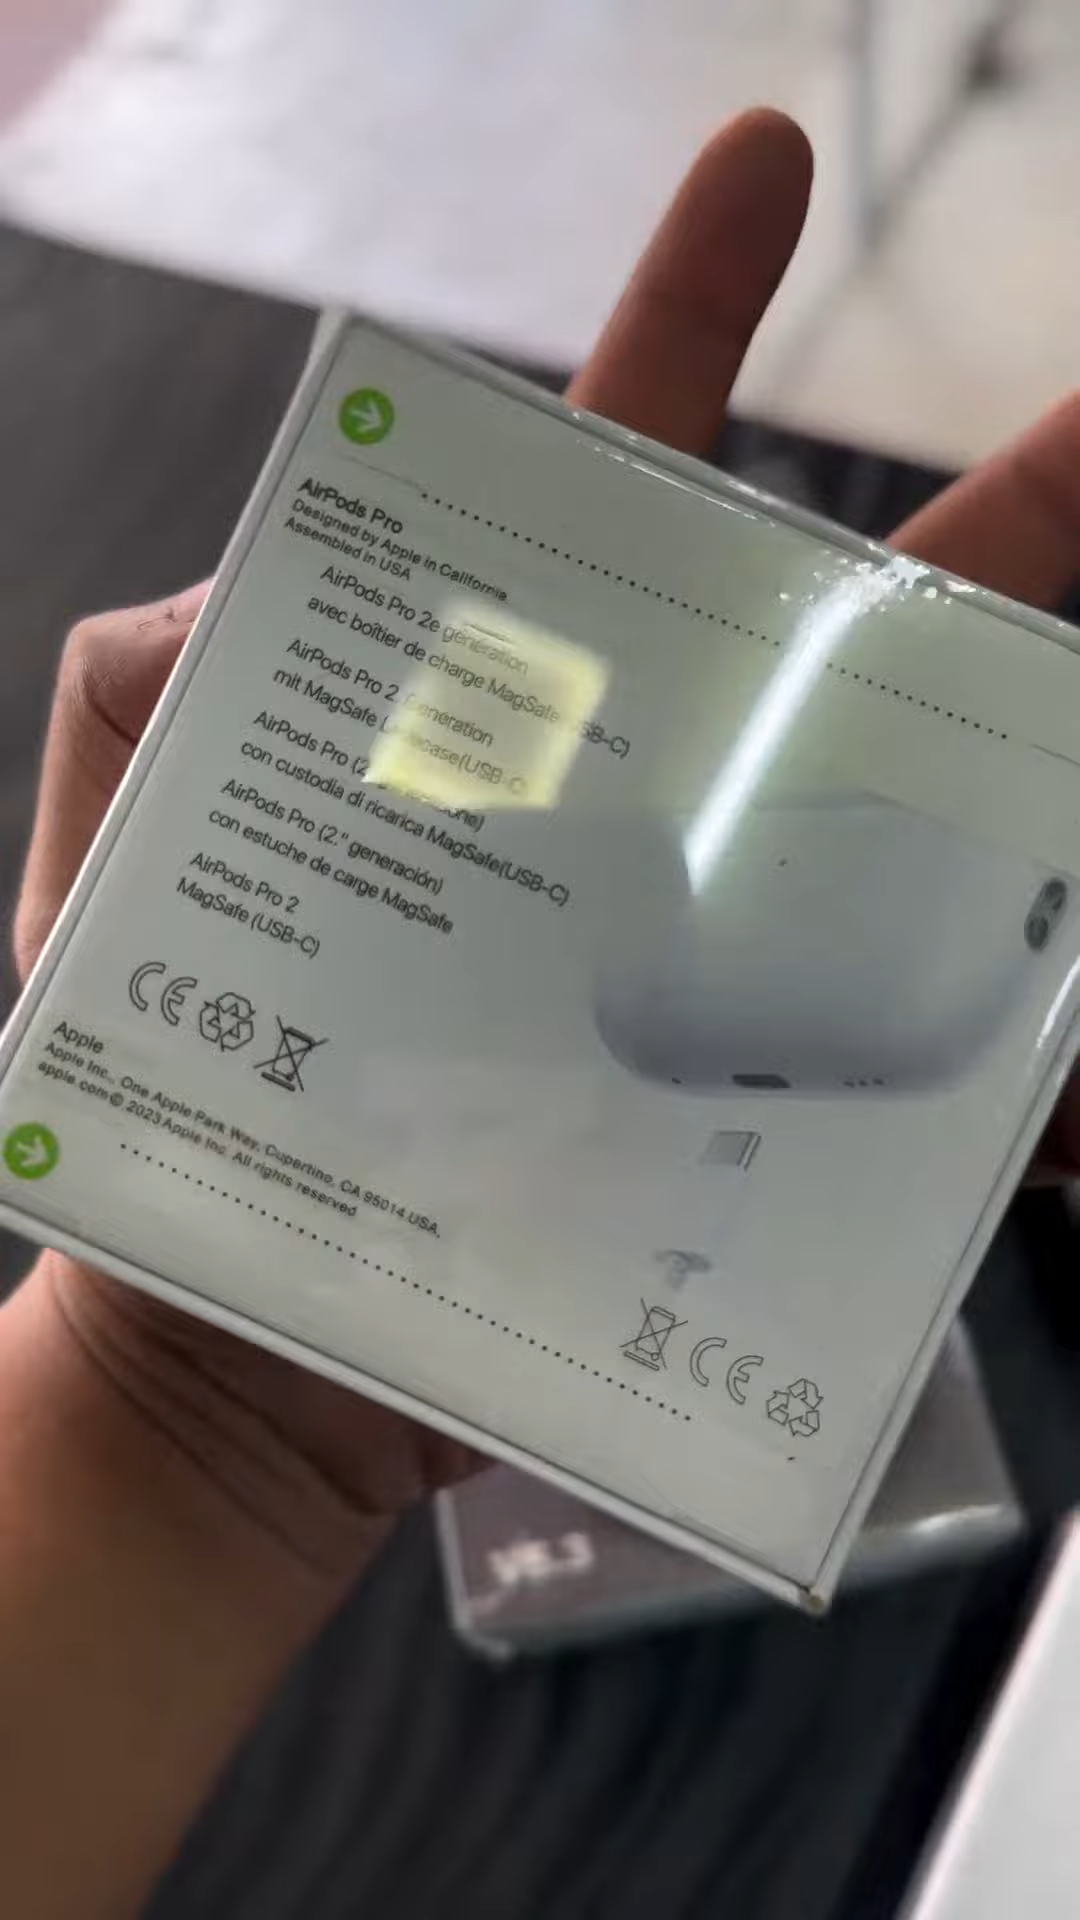 AirPods Pro
Designed by Apple in California
Assembled in USA
AirPods Pro 2e génération
avec boîtier de charge MagSafe USB-C)
AirPods Pro 2. Generation
mit MagSafe (USB-C)
AirPods Pro (2
con custodia di ricarica MagSafe(USB-C)
AirPods Pro (2." generación)
con estuche de carge MagSafe
AirPods Pro 2
MagSafe (USB-C)
CE
Apple
Apple Inc., One Apple Park Way, Cupertino, CA 95014 USA.
apple.com © 2023 Apple Inc. All rights reserved
CE